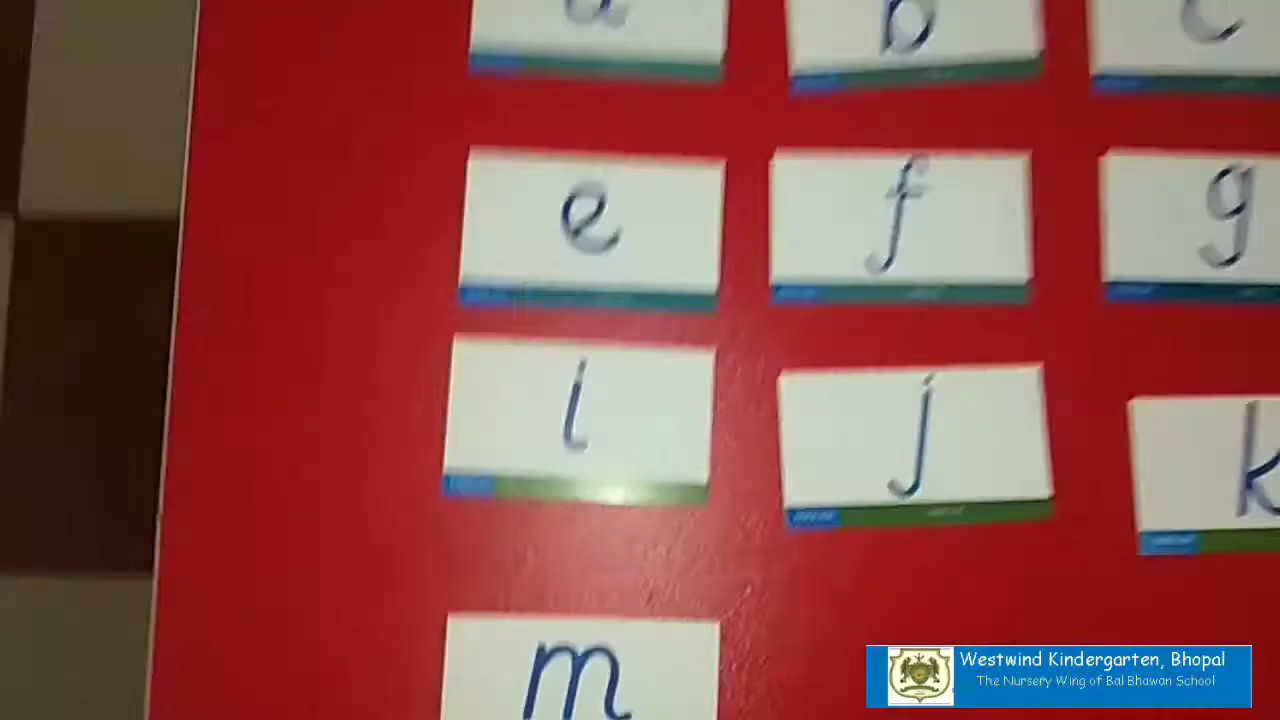 a b c
e f g
i j k
m
Westwind Kindergarten, Bhopal
The Nursery Wing of Bal Bhawan School